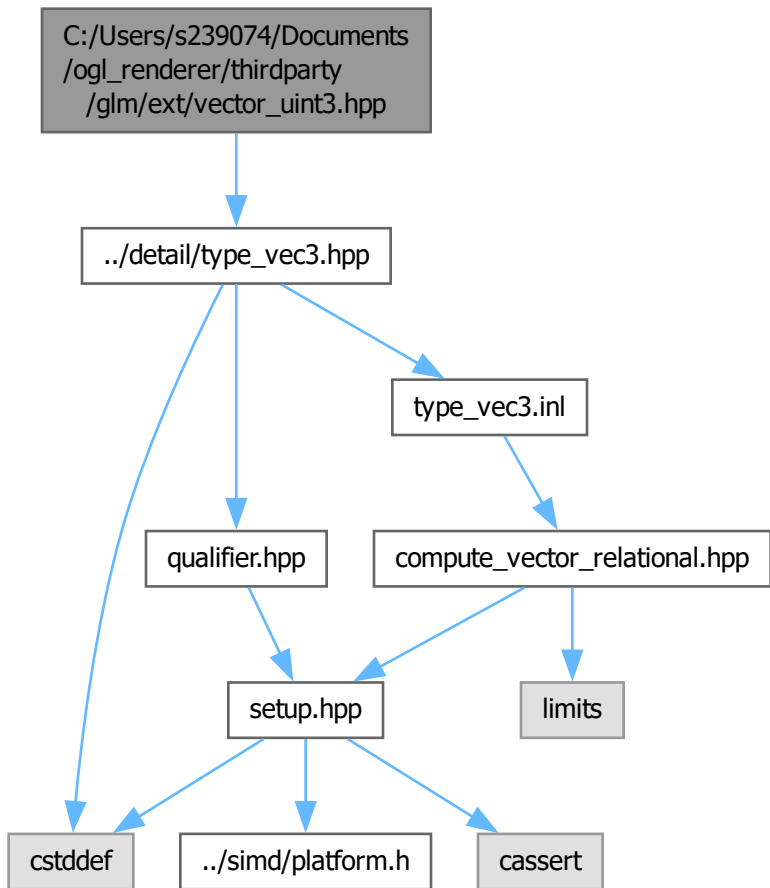 C:/Users/s239074/Documents
/ogl_renderer/thirdparty
/glm/ext/vector_uint3.hpp
../detail/type_vec3.hpp
type_vec3.inl
qualifier.hpp
compute_vector_relational.hpp
setup.hpp
limits
cstddef
../simd/platform.h
cassert